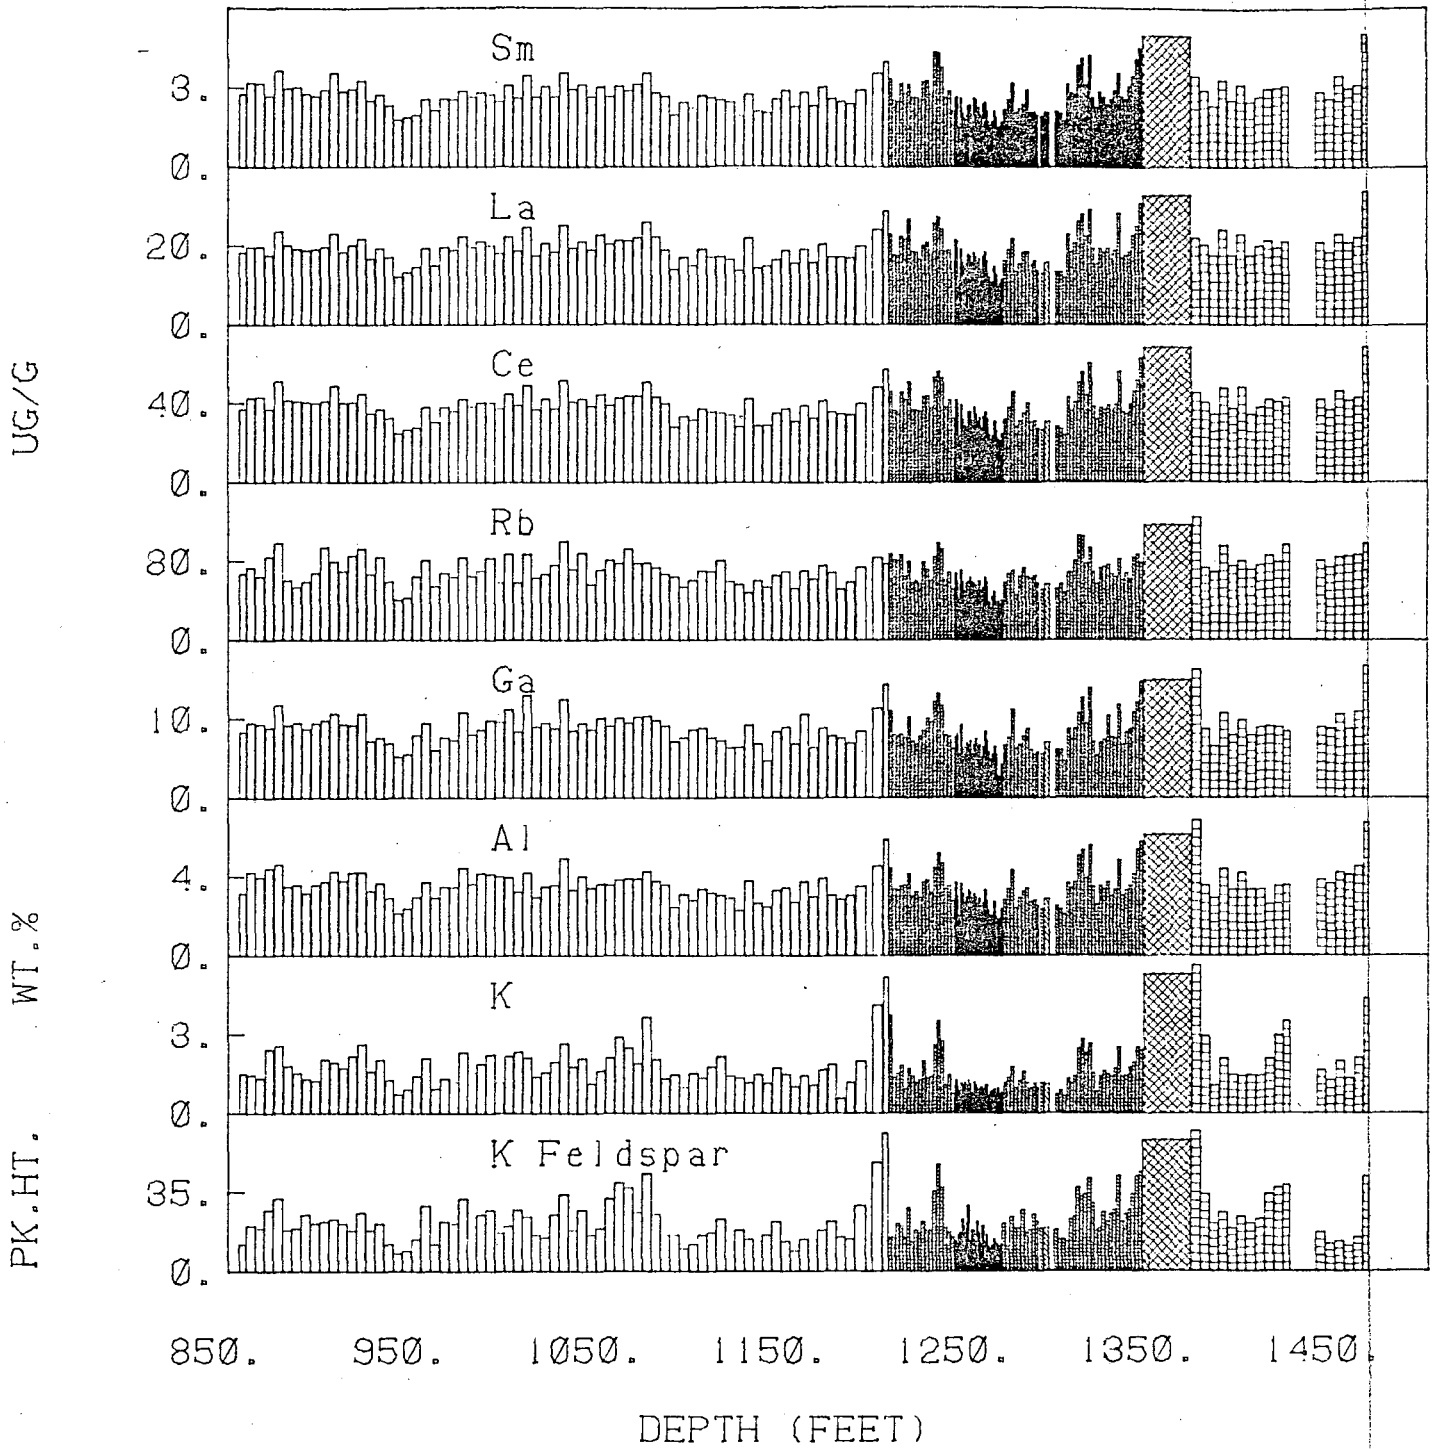 Sm
3.
0.
La
20.
0.
Ce
40.
0.
Rb
80.
0.
Ga
10.
0.
Al
4.
0.
K
3.
0.
K Feldspar
35.
0.
UG/G
WT.%
PK.HT.
850. 950. 1050. 1150. 1250. 1350. 1450.
DEPTH (FEET)